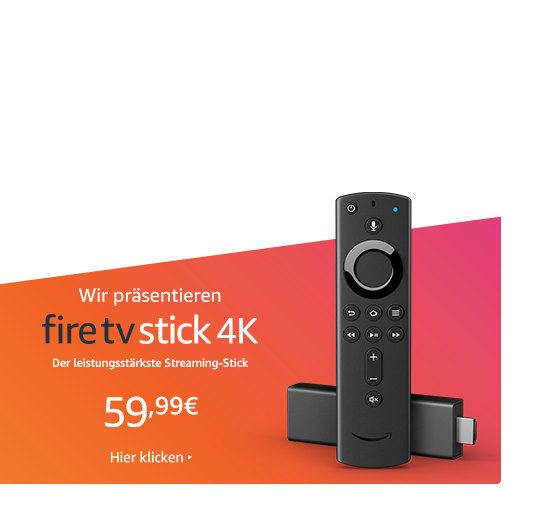 Wir präsentieren
fire tv stick 4K
Der leistungsstärkste Streaming-Stick
59,99€
Hier klicken ▸